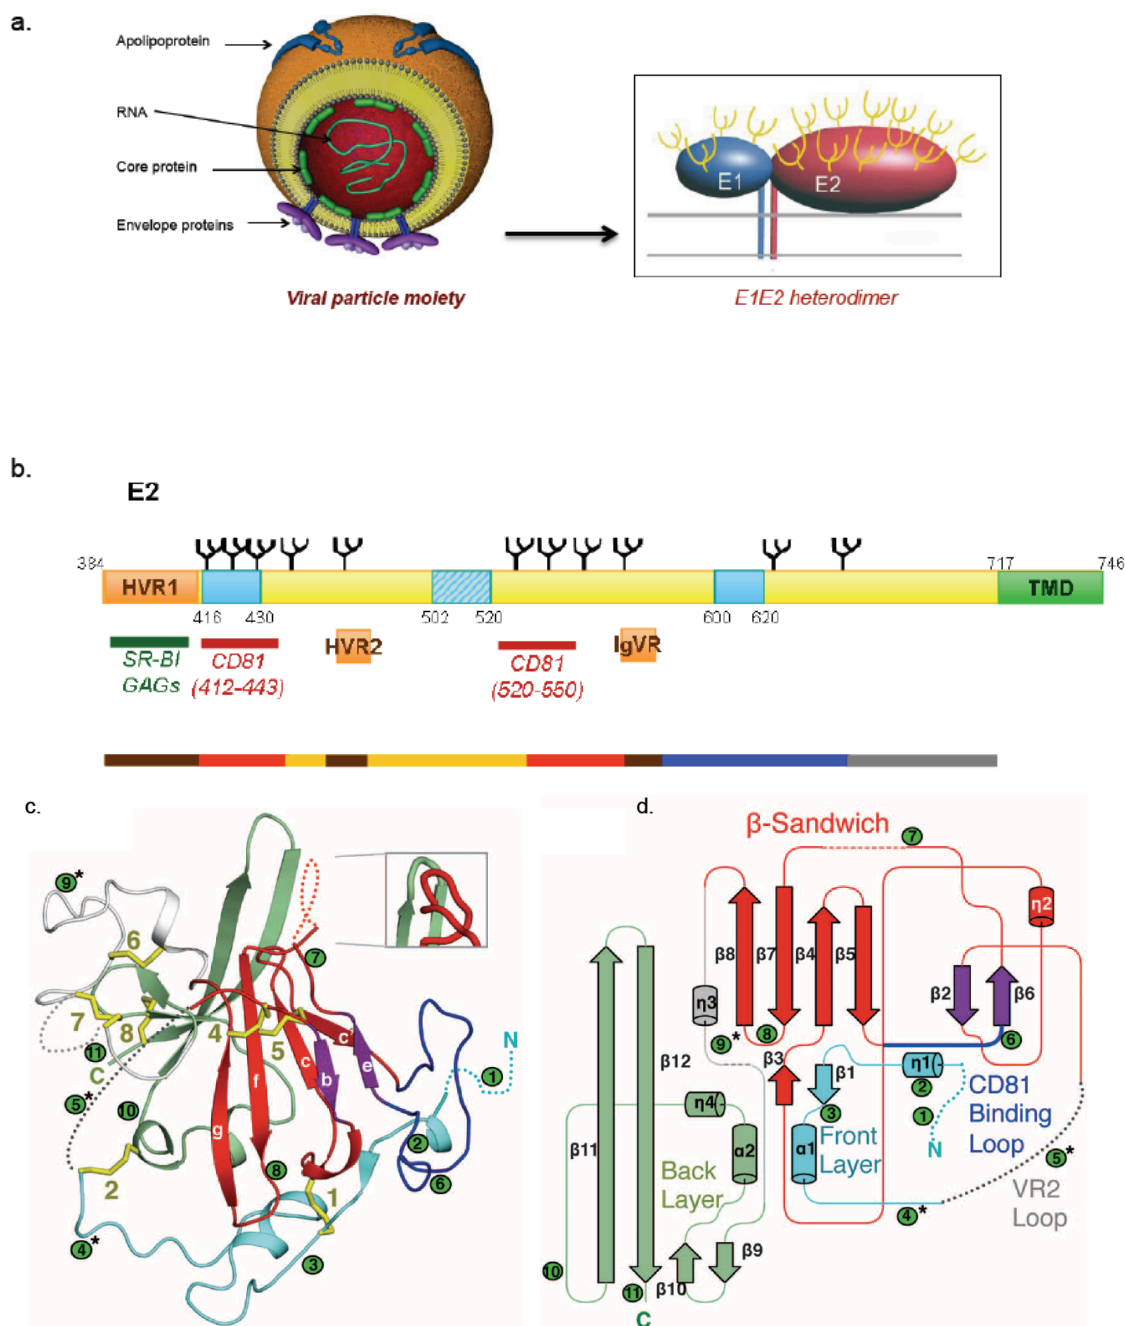 a.
Apolipoprotein
RNA
Core protein
Envelope proteins
E1
E2
Viral particle moiety
E1E2 heterodimer
b.
E2
384
717
746
HVR1
TMD
416
430
502
520
600
620
SR-BI
GAGs
CD81
(412-443)
HVR2
CD81
(520-550)
IgVR
c.
9*
6
7
7
8
4
5
11
C
c
c'
b
e
N
1
5*
10
f
g
2
2
8
1
6
4*
3
d.
β-Sandwich
7
η2
β8
β7
β4
β5
β2
β6
η3
9*
8
6
β12
β3
β1
η1
2
CD81
Binding
Loop
3
1
N
η4
β11
α2
α1
Front
Layer
Back
Layer
5*
VR2
Loop
4*
β9
10
11
β10
C